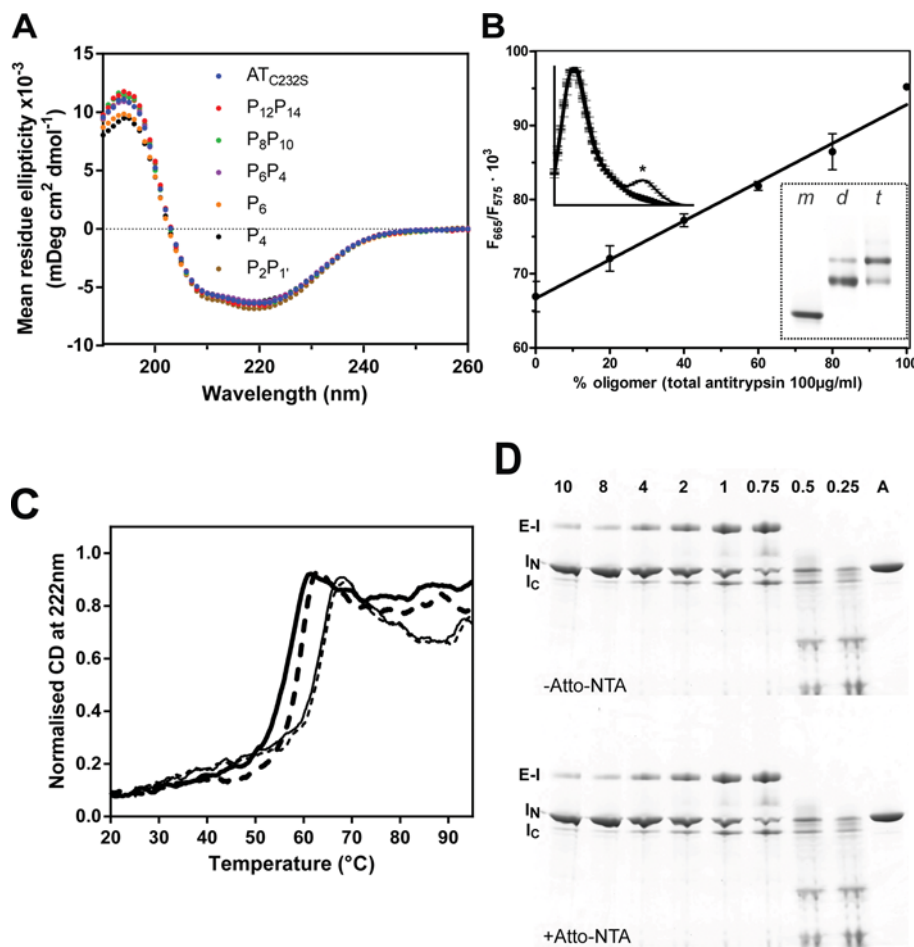 A
Mean residue ellipticity x10⁻³
(mDeg cm² dmol⁻¹)
15
10
5
0
-5
-10
200
220
240
260
Wavelength (nm)
AT_C232S
P₁₂P₁₄
P₈P₁₀
P₆P₄
P₆
P₄
P₂P₁'
B
F₆₆₅/F₅₇₅ · 10³
100
90
80
70
60
0
20
40
60
80
100
% oligomer (total antitrypsin 100µg/ml)
*
m d t
C
Normalised CD at 222nm
1.0
0.8
0.6
0.4
0.2
0.0
20 30 40 50 60 70 80 90
Temperature (°C)
D
10 8 4 2 1 0.75 0.5 0.25 A
E-I
I_N
I_C
-Atto-NTA
E-I
I_N
I_C
+Atto-NTA